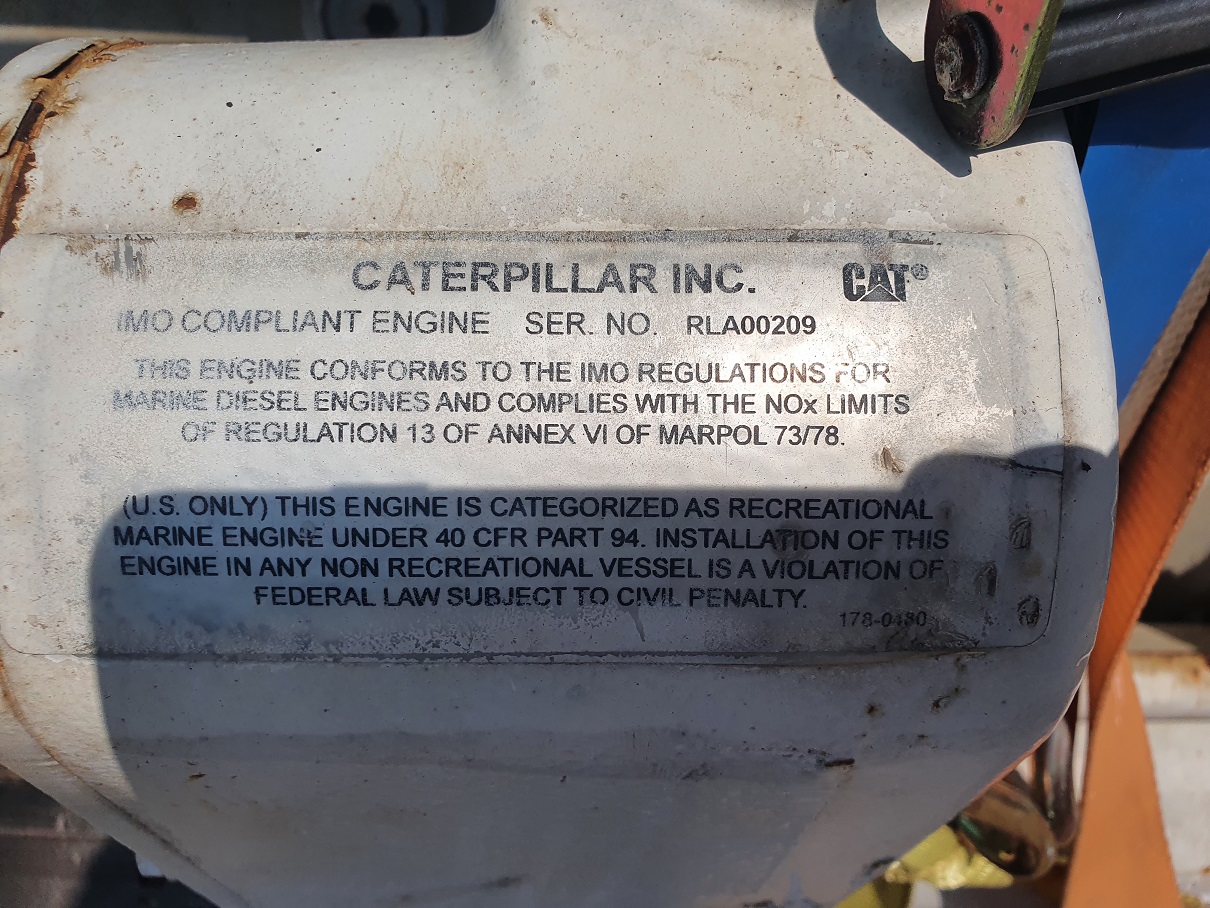 CATERPILLAR INC. CAT®
IMO COMPLIANT ENGINE SER. NO. RLA00209
THIS ENGINE CONFORMS TO THE IMO REGULATIONS FOR
MARINE DIESEL ENGINES AND COMPLIES WITH THE NOx LIMITS
OF REGULATION 13 OF ANNEX VI OF MARPOL 73/78.
(U.S. ONLY) THIS ENGINE IS CATEGORIZED AS RECREATIONAL
MARINE ENGINE UNDER 40 CFR PART 94. INSTALLATION OF THIS
ENGINE IN ANY NON RECREATIONAL VESSEL IS A VIOLATION OF
FEDERAL LAW SUBJECT TO CIVIL PENALTY.